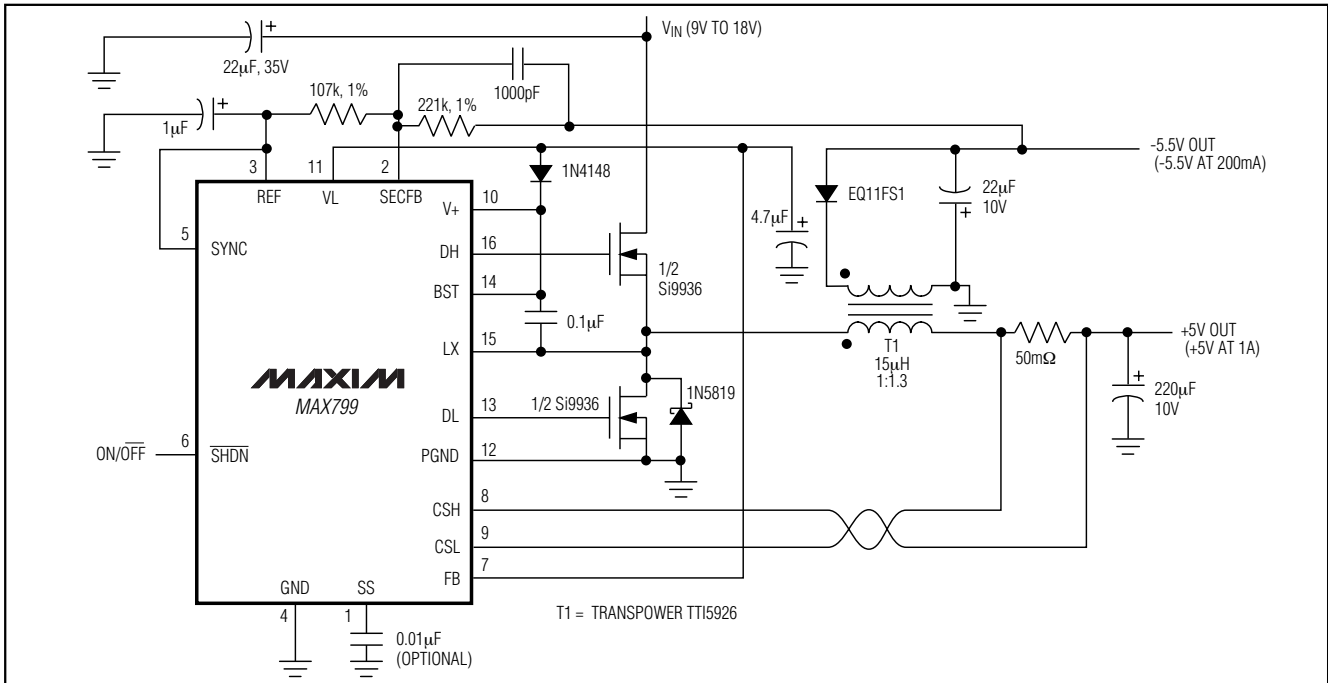 VIN (9V TO 18V)
22µF, 35V
107k, 1%
1000pF
221k, 1%
1µF
3
11
2
REF
VL
SECFB
1N4148
-5.5V OUT
(-5.5V AT 200mA)
EQ11FS1
22µF
10V
4.7µF
5
SYNC
V+
10
DH
16
1/2
Si9936
BST
14
0.1µF
LX
15
T1
15µH
1:1.3
50mΩ
+5V OUT
(+5V AT 1A)
220µF
10V
MAXIM
MAX799
1N5819
DL
13
1/2 Si9936
ON/OFF
6
SHDN
PGND
12
CSH
8
CSL
9
FB
7
GND
SS
4
1
0.01µF
(OPTIONAL)
T1 = TRANSPOWER TTI5926
+
+
+
+
+